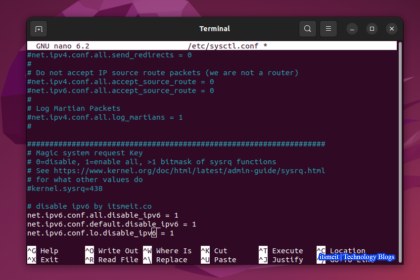 Terminal
GNU nano 6.2 /etc/sysctl.conf *
#net.ipv4.conf.all.send_redirects = 0
#
# Do not accept IP source route packets (we are not a router)
#net.ipv4.conf.all.accept_source_route = 0
#net.ipv6.conf.all.accept_source_route = 0
#
# Log Martian Packets
#net.ipv4.conf.all.log_martians = 1
#
###################################################################
# Magic system request Key
# 0=disable, 1=enable all, >1 bitmask of sysrq functions
# See https://www.kernel.org/doc/html/latest/admin-guide/sysrq.html
# for what other values do
#kernel.sysrq=438
# disable ipv6 by itsmeit.co
net.ipv6.conf.all.disable_ipv6 = 1
net.ipv6.conf.default.disable_ipv6 = 1
net.ipv6.conf.lo.disable_ipv6 = 1
^G Help ^O Write Out ^W Where Is ^K Cut ^T Execute ^C Location
^X Exit ^R Read File ^\ Replace ^U Paste ^J Justify
itsmeit | Technology Blogs